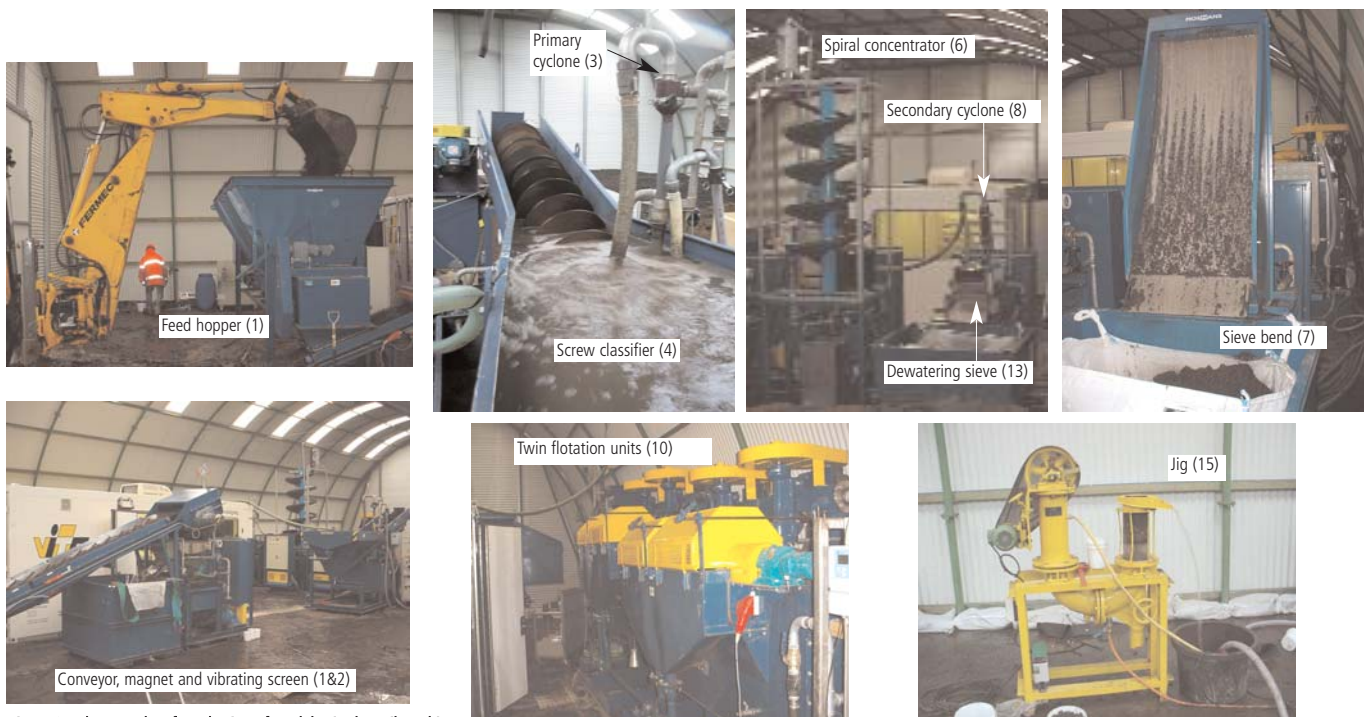 FERMEC
Feed hopper (1)
Primary
cyclone (3)
Screw classifier (4)
Spiral concentrator (6)
Secondary cyclone (8)
Dewatering sieve (13)
Sieve bend (7)
Conveyor, magnet and vibrating screen (1&2)
Twin flotation units (10)
Jig (15)